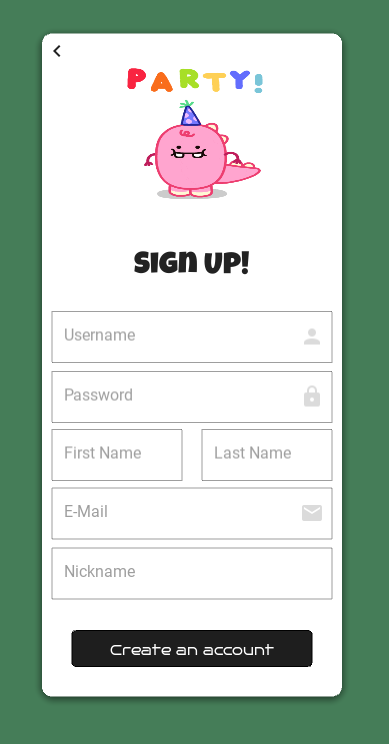 PARTY!
Sign up!
Username
Password
First Name Last Name
E-Mail
Nickname
Create an account